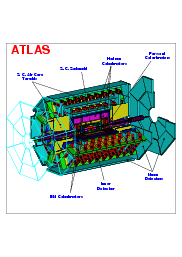 ATLAS
Hadron
Calorimeters
Forward
Calorimeters
S. C. Solenoid
S. C. Air Core
Toroids
Muon
Detectors
Inner
Detector
EM Calorimeters